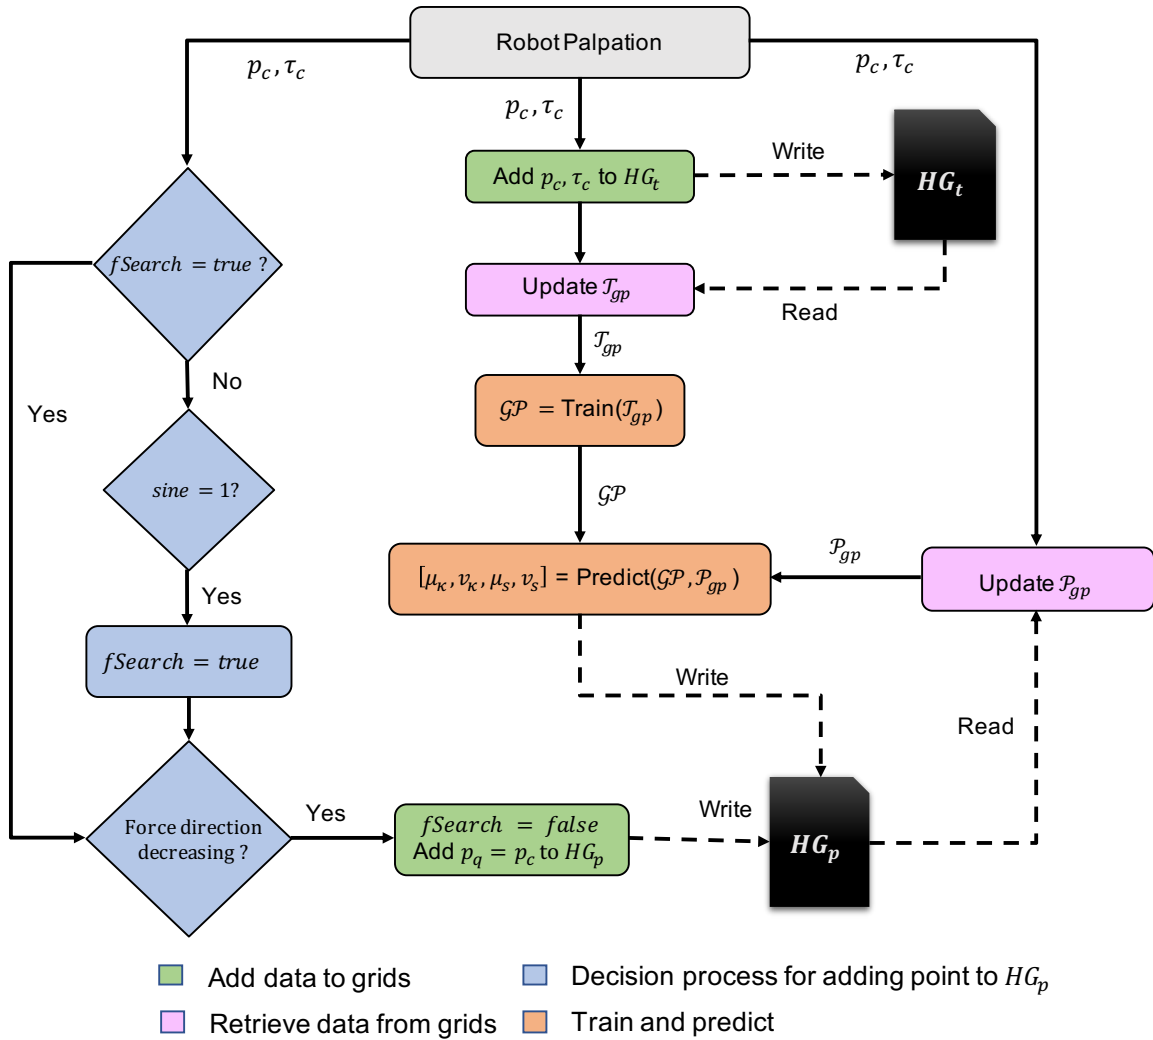 Robot Palpation
p_c, τ_c
p_c, τ_c
p_c, τ_c
Add p_c, τ_c to HG_t
Write
HG_t
fSearch = true ?
Update 𝒯_gp
Read
𝒯_gp
No
Yes
𝒢𝒫 = Train(𝒯_gp)
sine = 1?
𝒢𝒫
𝒫_gp
[μ_κ, v_κ, μ_s, v_s] = Predict(𝒢𝒫, 𝒫_gp)
Update 𝒫_gp
Yes
fSearch = true
Write
Read
Force direction
decreasing ?
Yes
fSearch = false
Add p_q = p_c to HG_p
Write
HG_p
Add data to grids
Decision process for adding point to HG_p
Retrieve data from grids
Train and predict